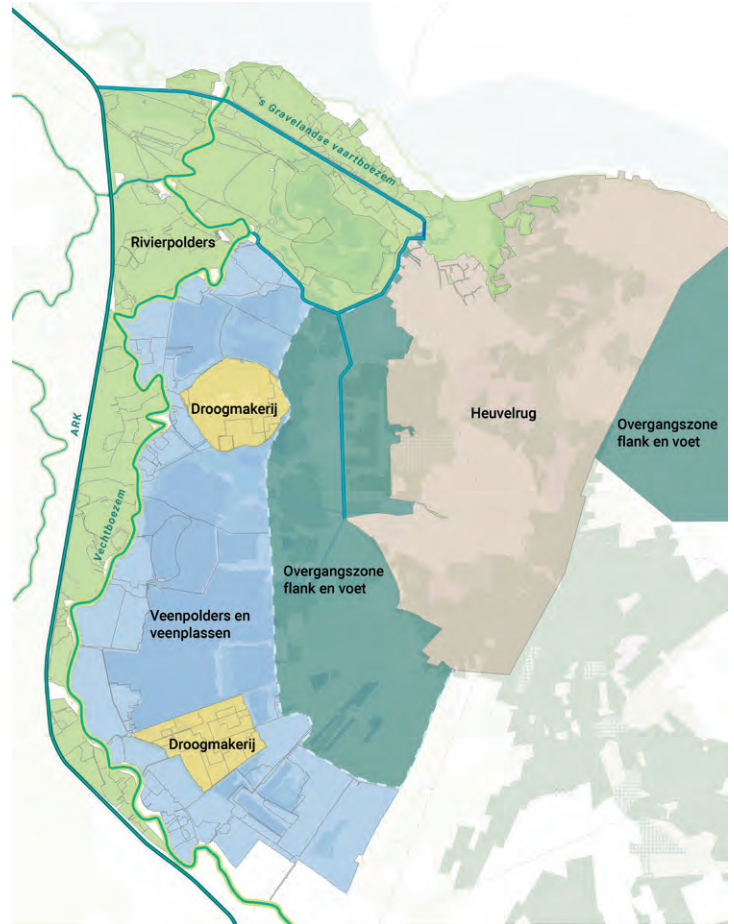 's Gravelandse vaartboezem
Rivierpolders
Droogmakerij
Heuvelrug
Overgangszone
flank en voet
ARK
Vechtboezem
Overgangszone
flank en voet
Veenpolders en
veenplassen
Droogmakerij